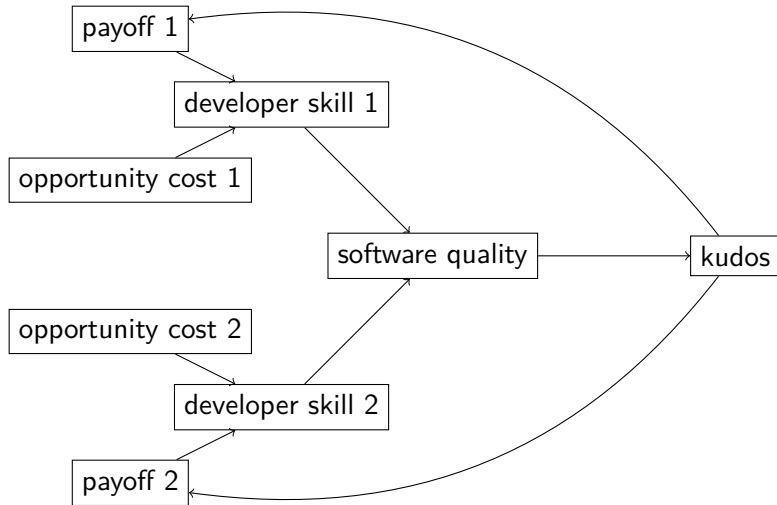 payoff 1
developer skill 1
opportunity cost 1
software quality
kudos
opportunity cost 2
developer skill 2
payoff 2